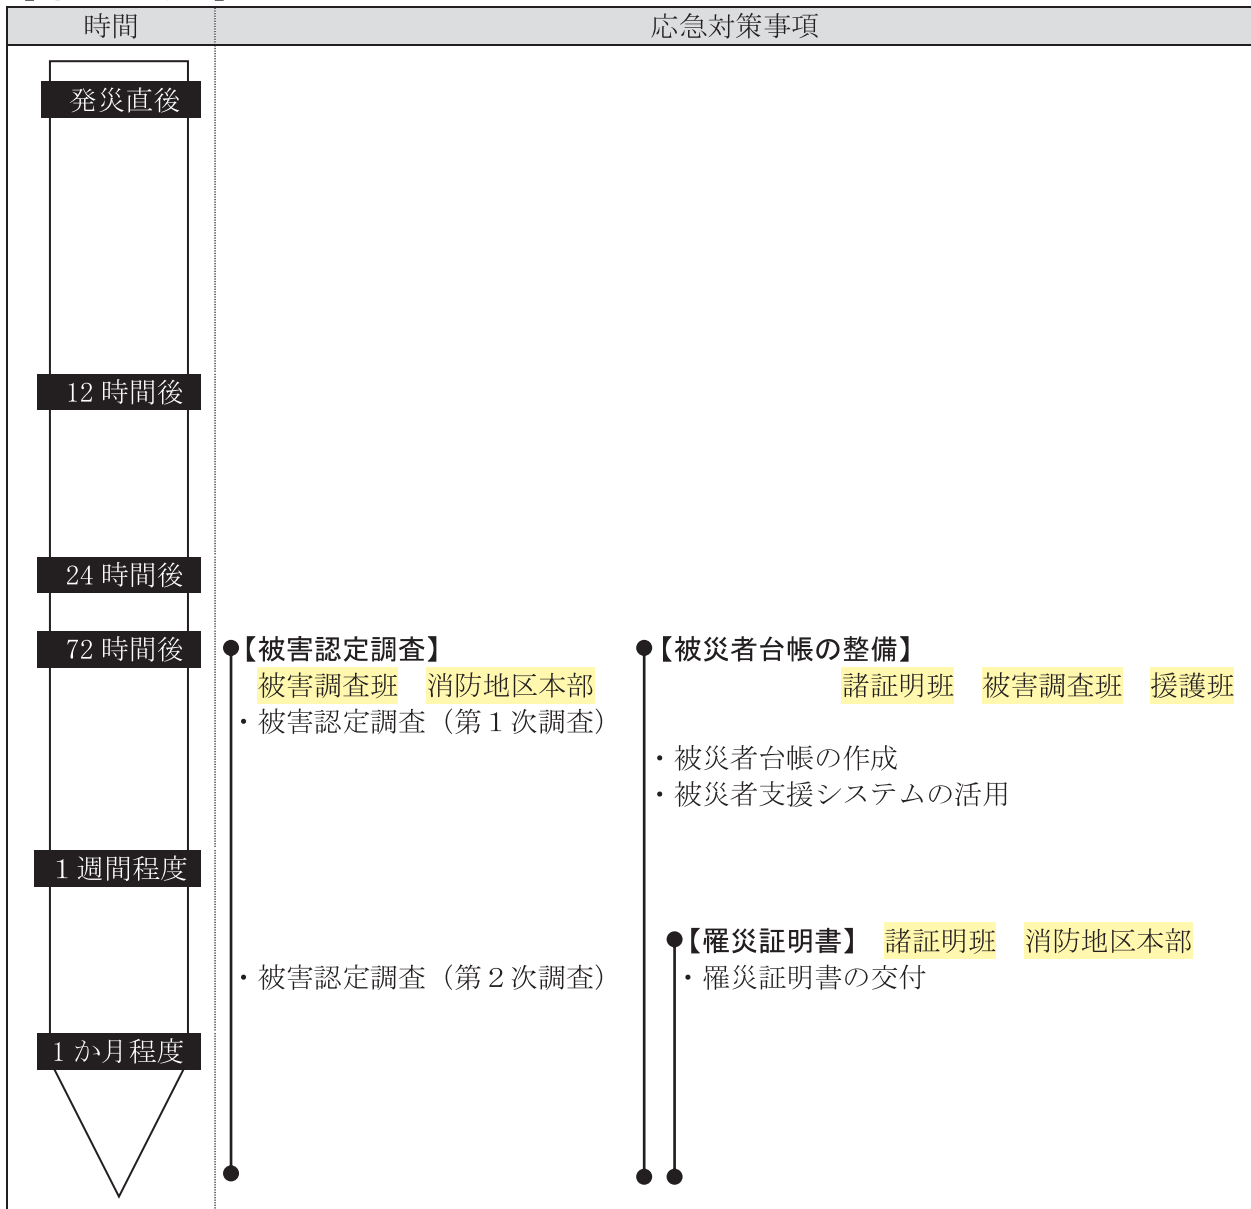 時間
応急対策事項
発災直後
12時間後
24時間後
72時間後
【被害認定調査】
被害調査班 消防地区本部
・被害認定調査（第１次調査）
【被災者台帳の整備】
諸証明班 被害調査班 援護班
・被災者台帳の作成
・被災者支援システムの活用
１週間程度
【罹災証明書】 諸証明班 消防地区本部
・被害認定調査（第２次調査）
・罹災証明書の交付
１か月程度